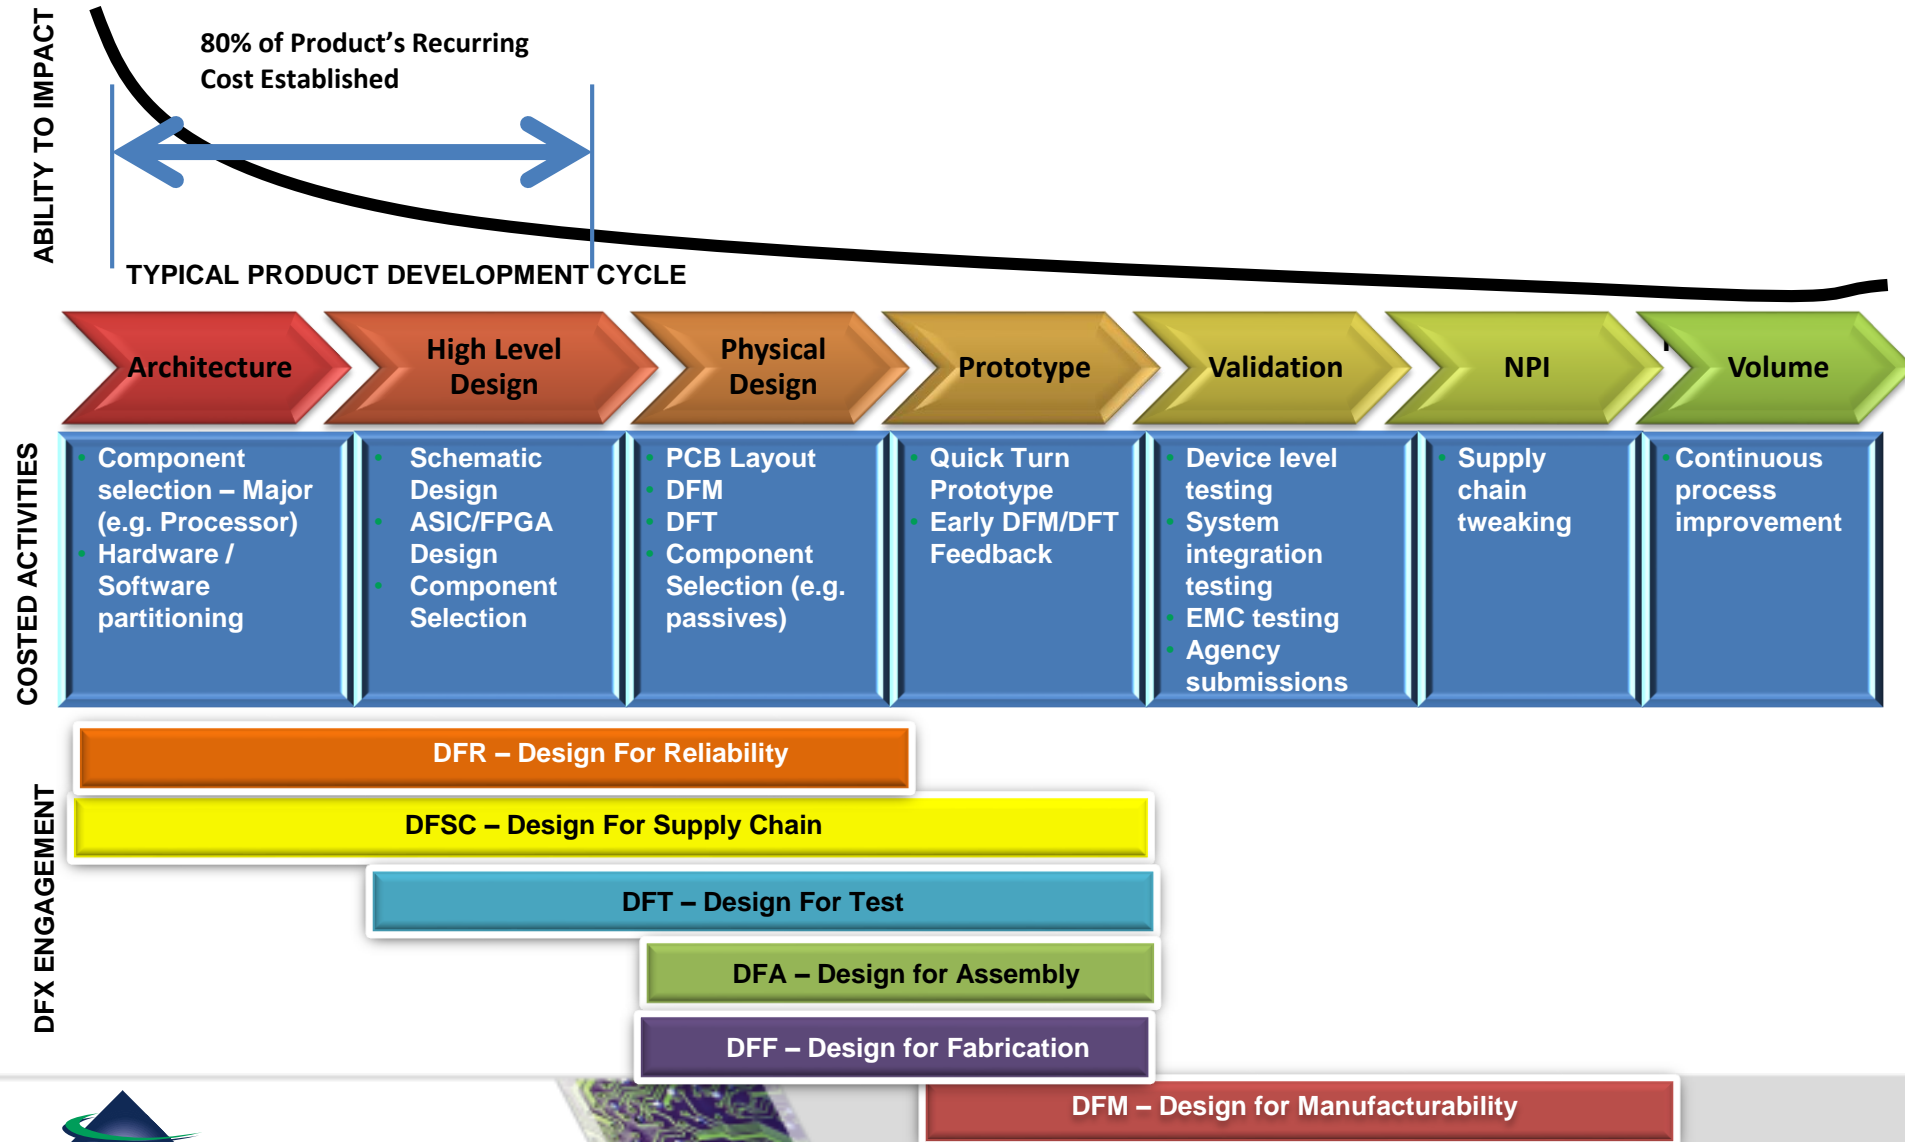 ABILITY TO IMPACT
80% of Product’s Recurring
Cost Established
TYPICAL PRODUCT DEVELOPMENT CYCLE
Architecture
High Level
Design
Physical
Design
Prototype
Validation
NPI
Volume
COSTED ACTIVITIES
• Component
selection – Major
(e.g. Processor)
• Hardware /
Software
partitioning
• Schematic
Design
• ASIC/FPGA
Design
• Component
Selection
• PCB Layout
• DFM
• DFT
• Component
Selection (e.g.
passives)
• Quick Turn
Prototype
• Early DFM/DFT
Feedback
• Device level
testing
• System
integration
testing
• EMC testing
• Agency
submissions
• Supply
chain
tweaking
• Continuous
process
improvement
DFX ENGAGEMENT
DFR – Design For Reliability
DFSC – Design For Supply Chain
DFT – Design For Test
DFA – Design for Assembly
DFF – Design for Fabrication
DFM – Design for Manufacturability